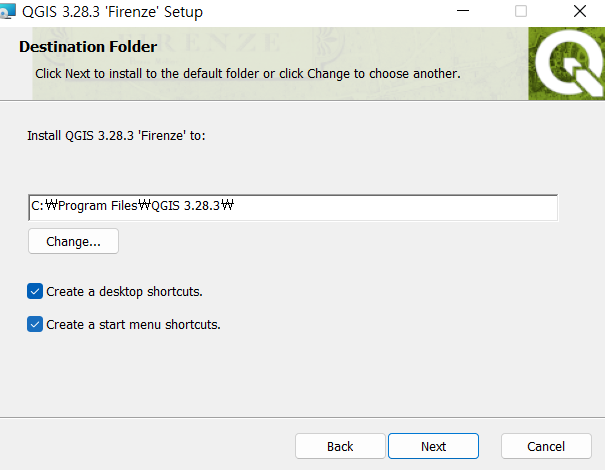 QGIS 3.28.3 'Firenze' Setup
FIRENZE
Destination Folder
Click Next to install to the default folder or click Change to choose another.
Install QGIS 3.28.3 'Firenze' to:
C:₩Program Files₩QGIS 3.28.3₩
Change...
Create a desktop shortcuts.
Create a start menu shortcuts.
Back
Next
Cancel